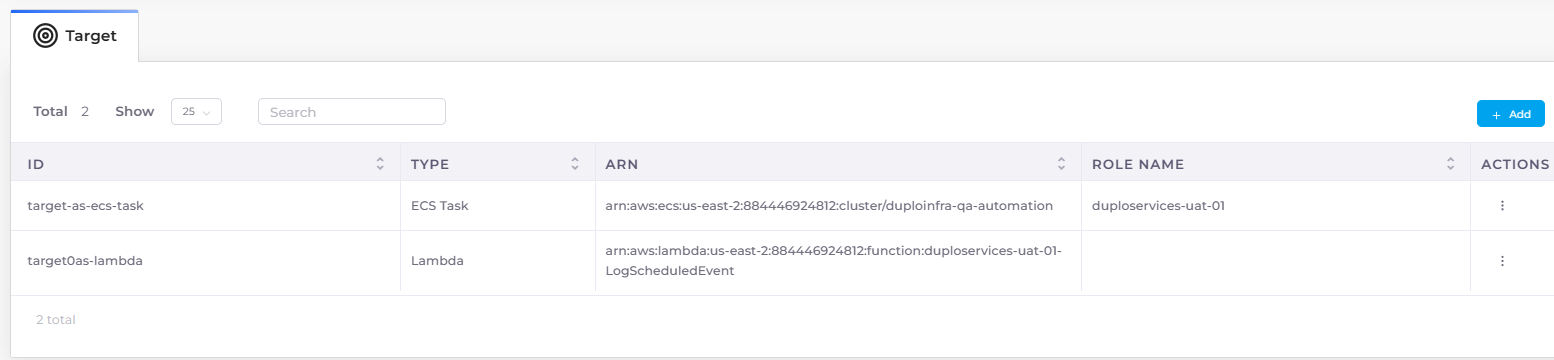 Target
Total 2 Show 25 Search
+ Add
ID TYPE ARN ROLE NAME ACTIONS
target-as-ecs-task ECS Task arn:aws:ecs:us-east-2:884446924812:cluster/duploinfra-qa-automation duploservices-uat-01
target0as-lambda Lambda arn:aws:lambda:us-east-2:884446924812:function:duploservices-uat-01-
LogScheduledEvent
2 total